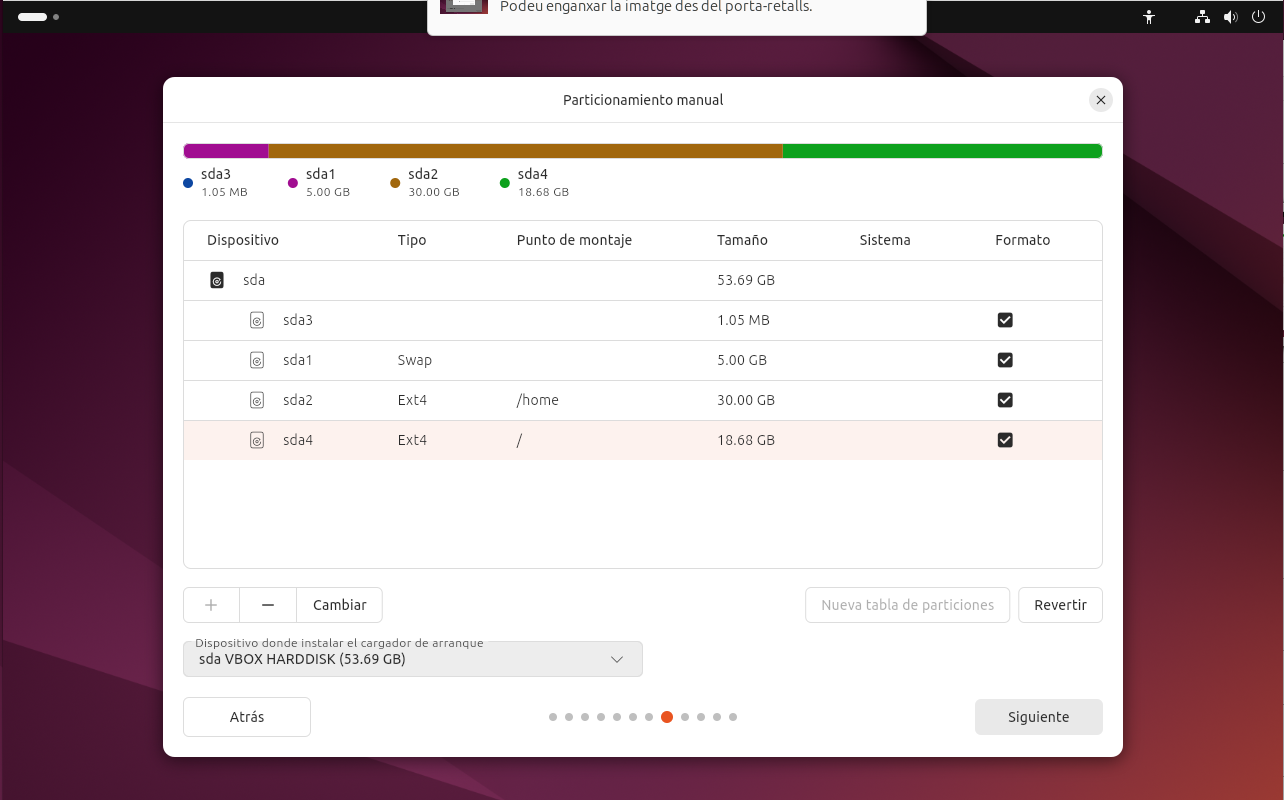 Podeu enganxar la imatge des del porta-retalls.
Particionamiento manual
sda3 sda1 sda2 sda4
1.05 MB 5.00 GB 30.00 GB 18.68 GB
Dispositivo Tipo Punto de montaje Tamaño Sistema Formato
sda 53.69 GB
sda3 1.05 MB
sda1 Swap 5.00 GB
sda2 Ext4 /home 30.00 GB
sda4 Ext4 / 18.68 GB
+ − Cambiar Nueva tabla de particiones Revertir
Dispositivo donde instalar el cargador de arranque
sda VBOX HARDDISK (53.69 GB)
Atrás Siguiente